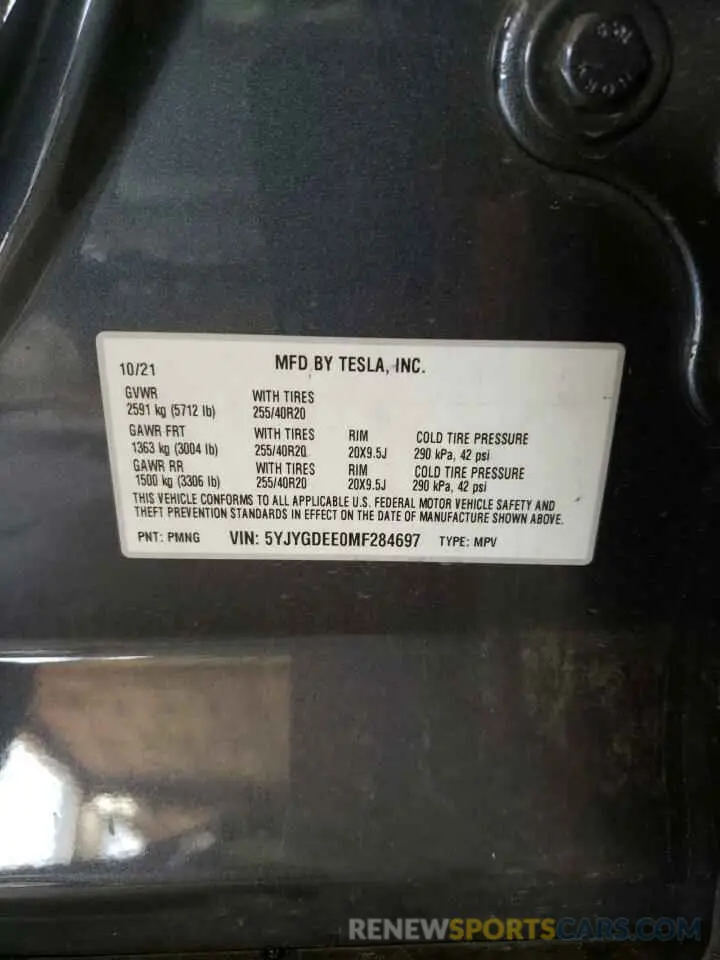 10/21 MFD BY TESLA, INC.
GVWR WITH TIRES
2591 kg (5712 lb) 255/40R20
GAWR FRT WITH TIRES RIM COLD TIRE PRESSURE
1363 kg (3004 lb) 255/40R20 20X9.5J 290 kPa, 42 psi
GAWR RR WITH TIRES RIM COLD TIRE PRESSURE
1500 kg (3306 lb) 255/40R20 20X9.5J 290 kPa, 42 psi
THIS VEHICLE CONFORMS TO ALL APPLICABLE U.S. FEDERAL MOTOR VEHICLE SAFETY AND
THEFT PREVENTION STANDARDS IN EFFECT ON THE DATE OF MANUFACTURE SHOWN ABOVE.
PNT: PMNG VIN: 5YJYGDEE0MF284697 TYPE: MPV
RENEWSPORTSCARS.COM